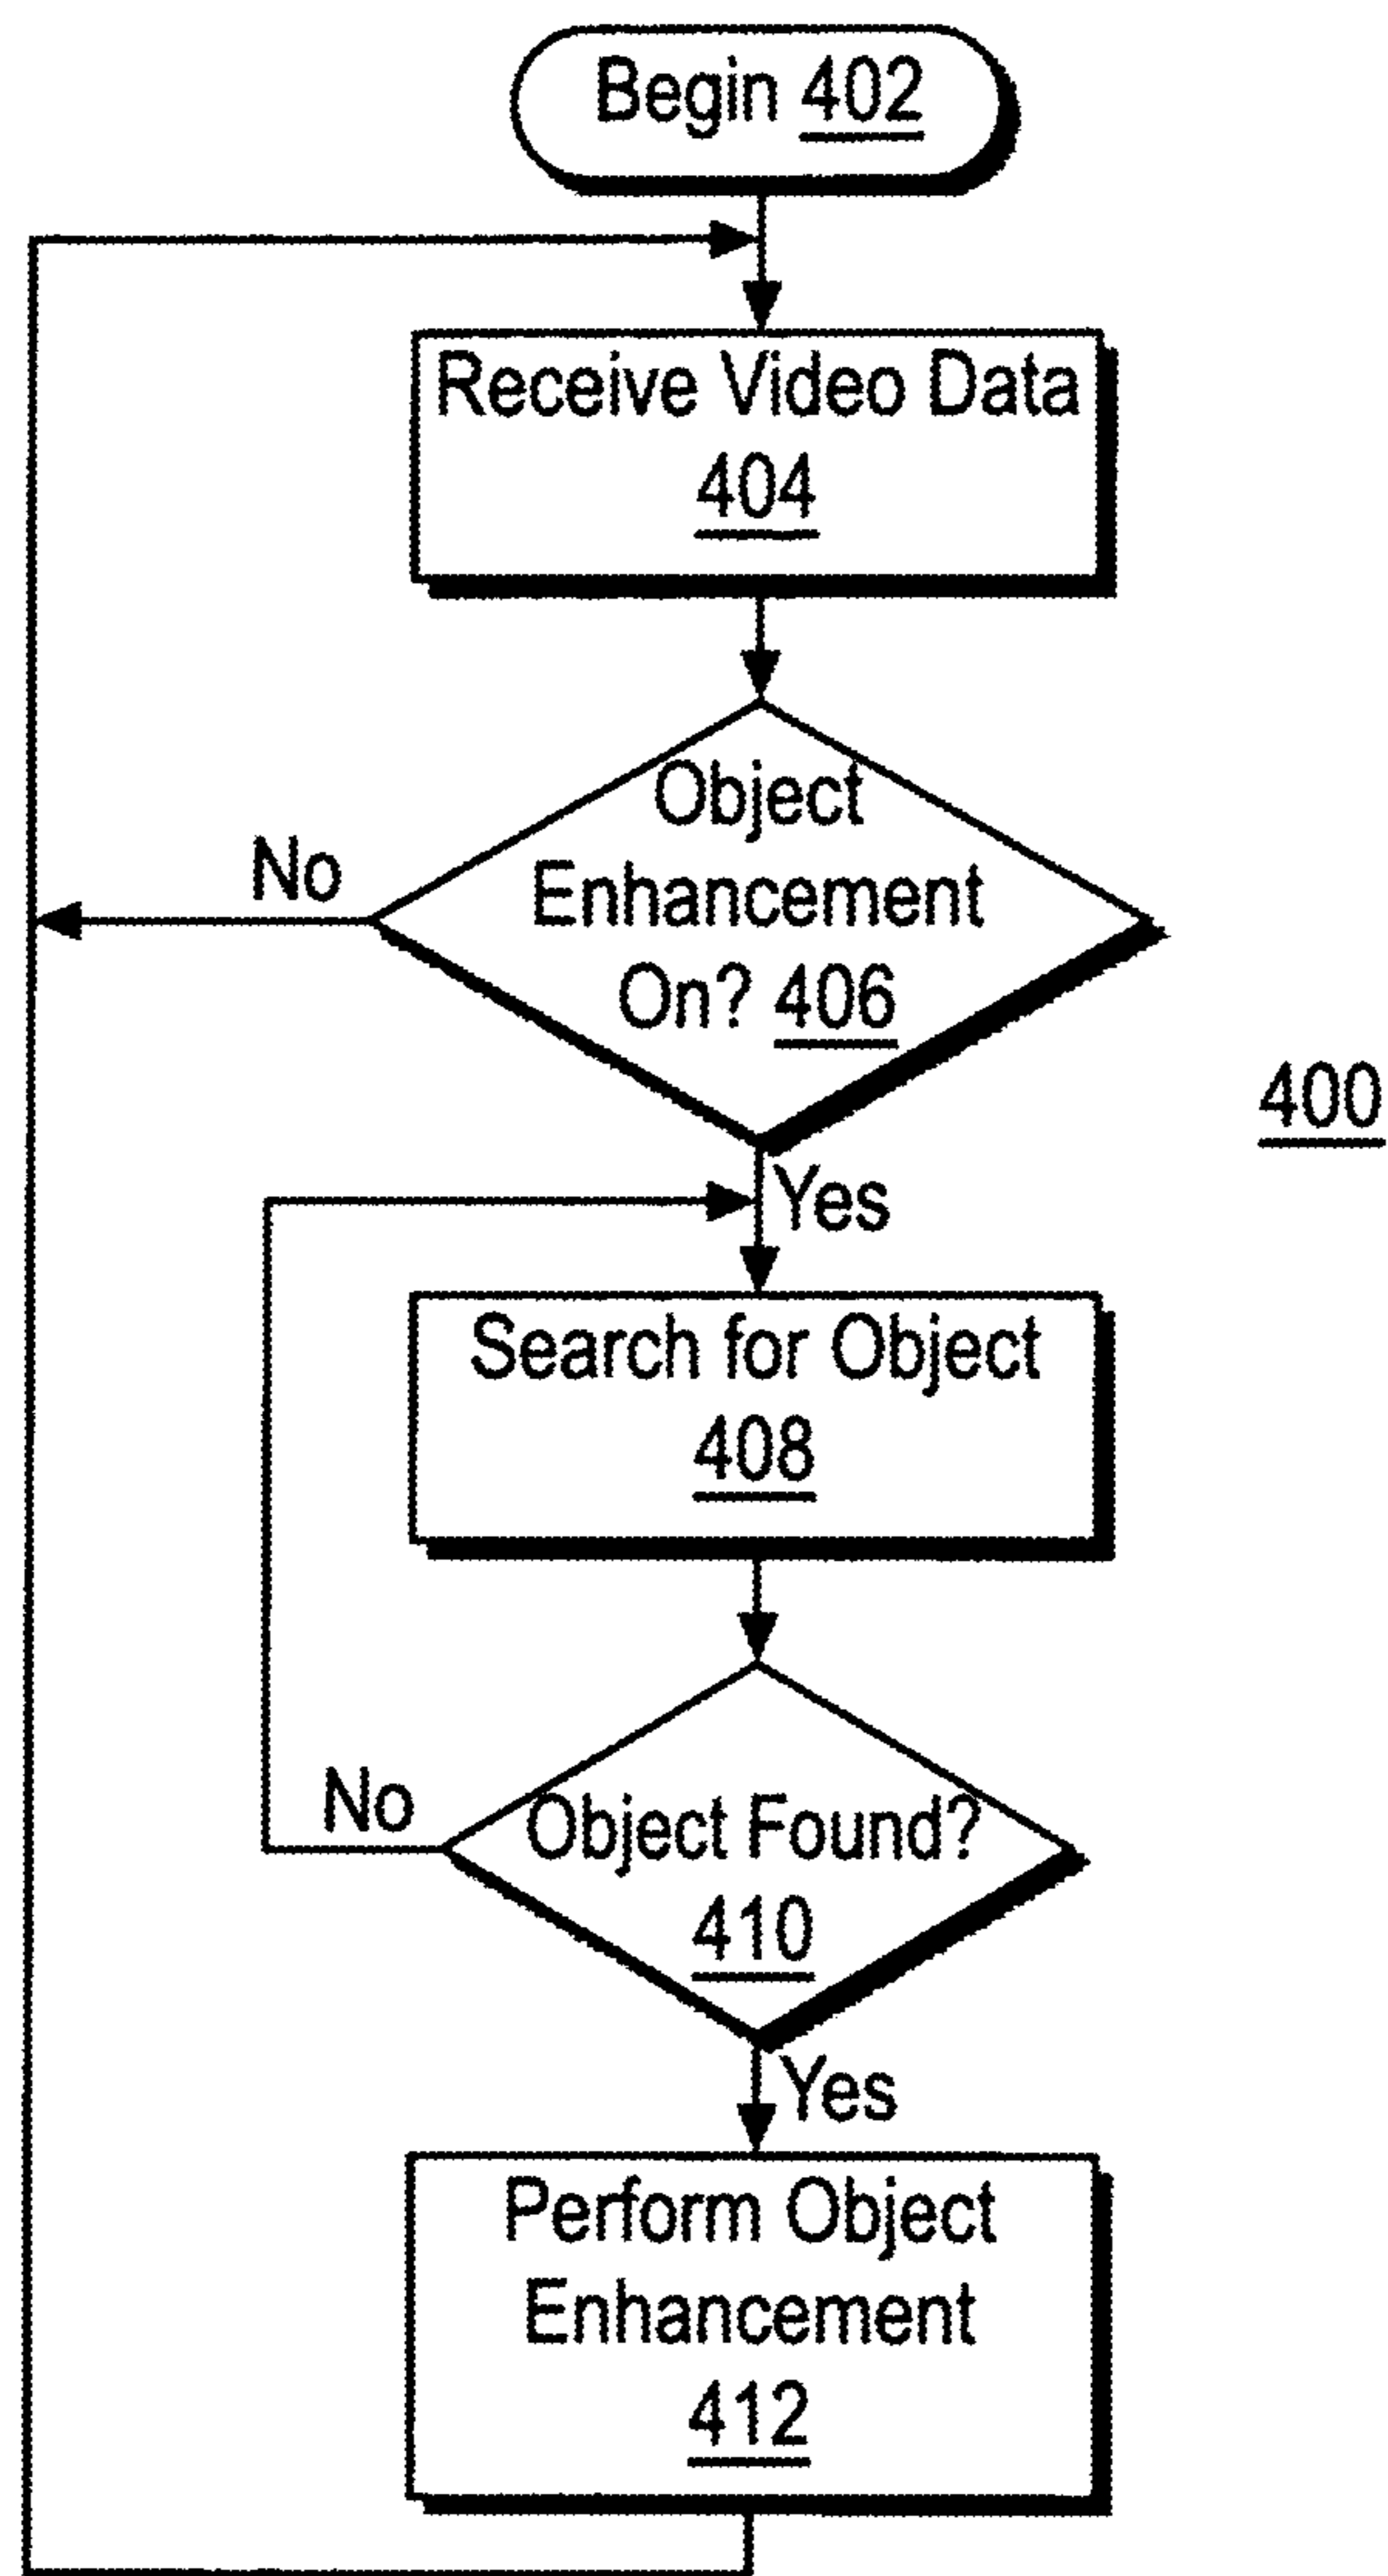 Begin 402
Receive Video Data
404
Object
Enhancement
On? 406
No
400
Yes
Search for Object
408
Object Found?
410
No
Yes
Perform Object
Enhancement
412